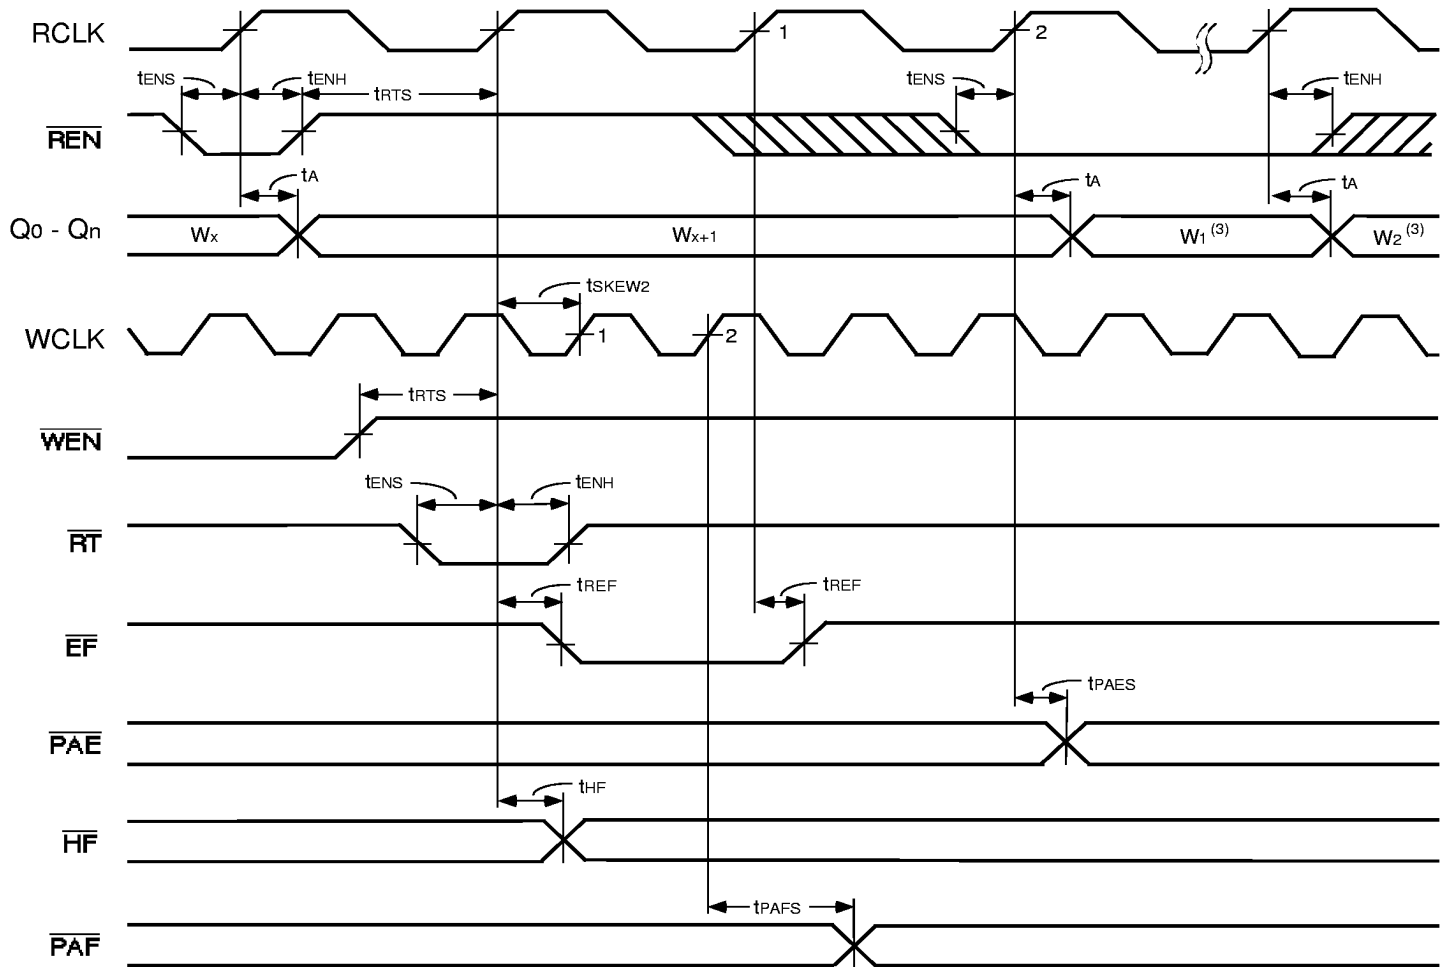 RCLK
1
2
tENS
tENH
tRTS
tENS
tENH
REN
tA
tA
tA
Q0 - Qn
Wx
Wx+1
W1 (3)
W2 (3)
tSKEW2
WCLK
1
2
tRTS
WEN
tENS
tENH
RT
tREF
tREF
EF
tPAES
PAE
tHF
HF
tPAFS
PAF